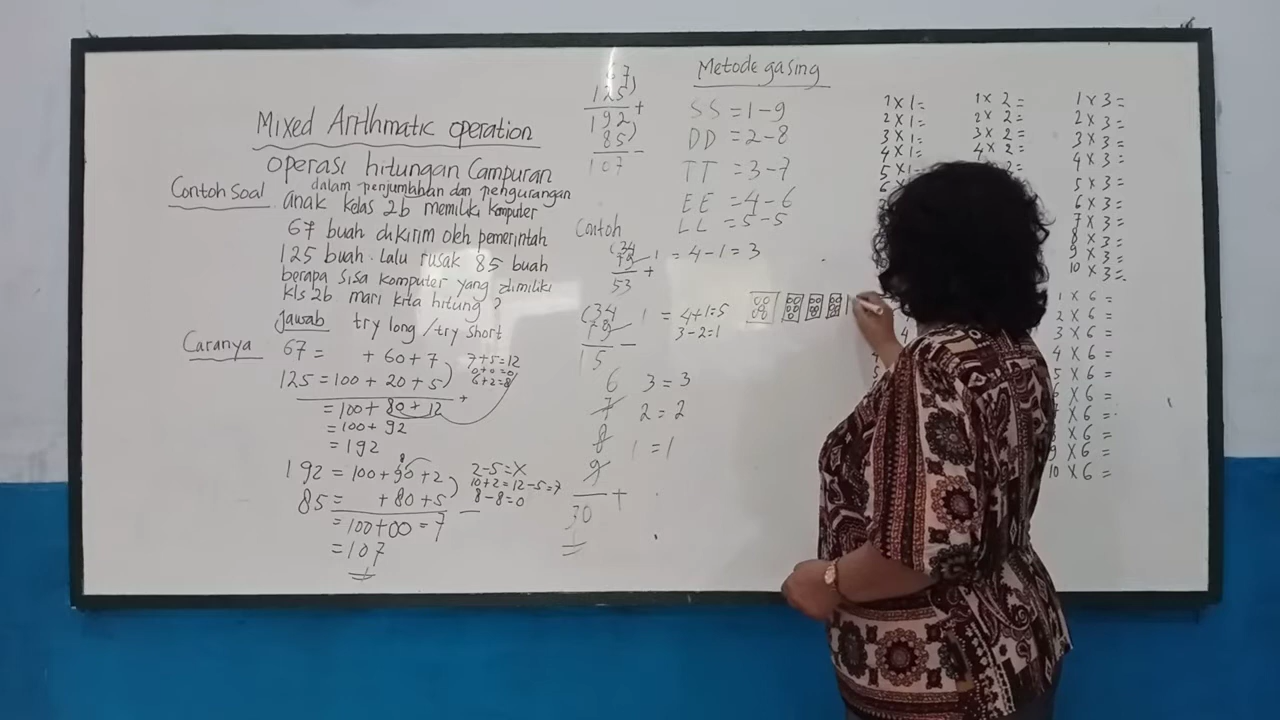 Mixed Arithmatic operation
operasi hitungan Campuran
dalam penjumlahan dan pengurangan
Contoh Soal anak kelas 2b memiliki komputer
67 buah dikirim oleh pemerintah
125 buah. Lalu rusak 85 buah
berapa sisa komputer yang dimiliki
kls 2b mari kita hitung ?
Jawab try long / try short
Caranya
67 = + 60 + 7
125 = 100 + 20 + 5 ) +
= 100 + 80 + 12
= 100 + 92
= 192
7+5=12
0+0=0
6+2=8
8
192 = 100 + 90 + 2
85 = + 80 + 5 ) -
= 100 + 00 = 7
= 107
2-5=X
10+2=12-5=7
8-8=0
67
125 ) +
192
85 ) -
107
Metode gasing
SS = 1-9
DD = 2-8
TT = 3-7
EE = 4-6
LL = 5-5
Contoh
(34
19 +
53
1 = 4-1=3
(34
19 -
15
1 = 4+1=5
3-2=1
6 3=3
7 2=2
8 1=1
9 +
30
1 x 1 =
2 x 1 =
3 x 1 =
4 x 1 =
5 x 1 =
6
1 x 2 =
2 x 2 =
3 x 2 =
4 x 2 =
1 x 3 =
2 x 3 =
3 x 3 =
4 x 3 =
5 x 3 =
6 x 3 =
7 x 3 =
8 x 3 =
9 x 3 =
10 x 3 =
4
1 x 6 =
2 x 6 =
3 x 6 =
4 x 6 =
5 x 6 =
6 x 6 =
7 x 6 =
8 x 6 =
9 x 6 =
10 x 6 =